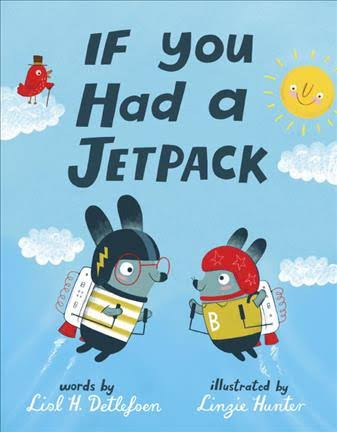 IF you
Had a
JETPACK
B
words by
Lisl H. Detlefsen
illustrated by
Linzie Hunter